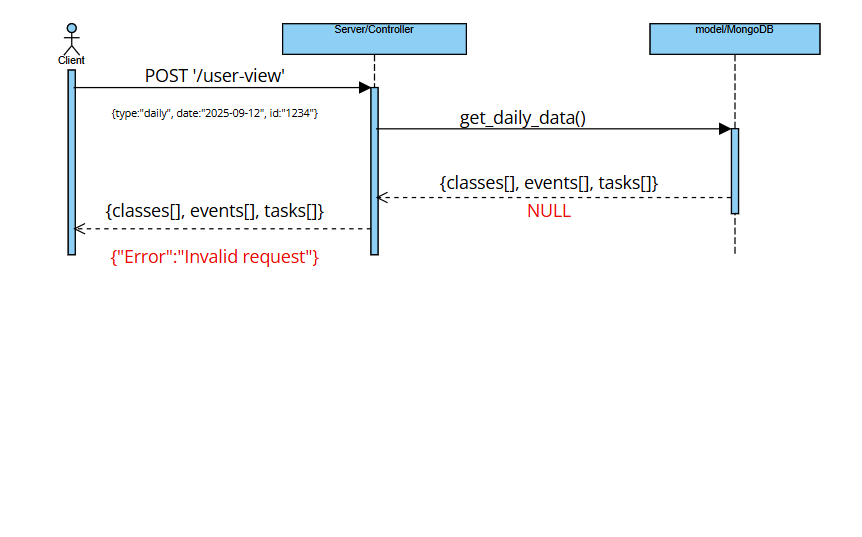 Client
Server/Controller
model/MongoDB
POST '/user-view'
{type:"daily", date:"2025-09-12", id:"1234"}
get_daily_data()
{classes[], events[], tasks[]}
NULL
{classes[], events[], tasks[]}
{"Error":"Invalid request"}